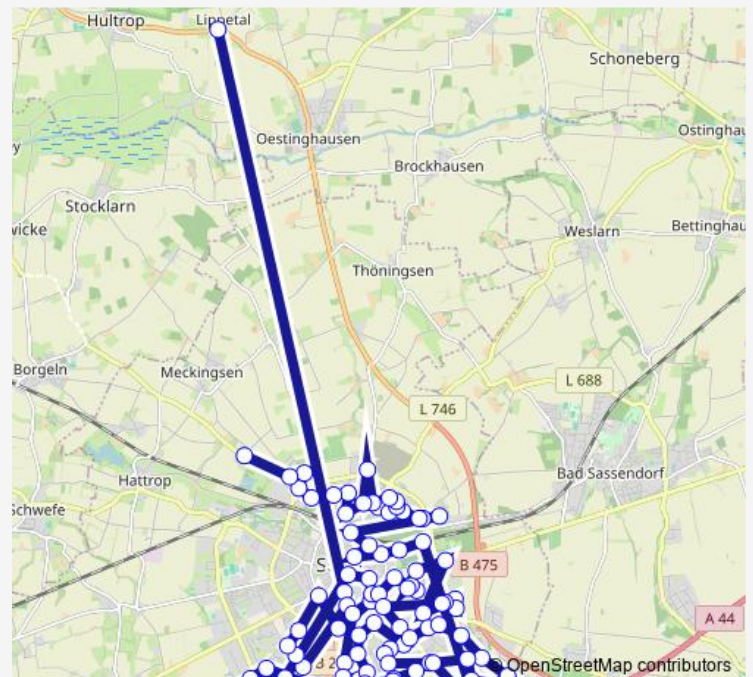 Hultrop
Lippetal
Schoneberg
Oestinghausen
Ostinghau
Brockhausen
Stocklarn
wicke
Weslarn
Bettinghau
Thöningsen
Borgeln
Meckingsen
L 688
L 746
Hattrop
Bad Sassendorf
Schwefe
S
B 475
A 44
B 2
© OpenStreetMap contributors